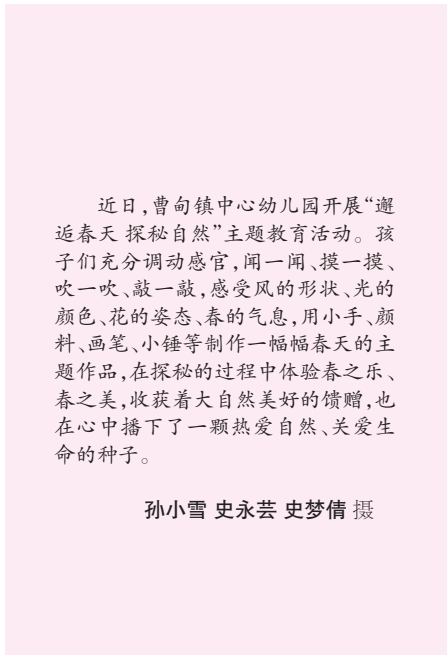 近日，曹甸镇中心幼儿园开展“邂
逅春天 探秘自然”主题教育活动。孩
子们充分调动感官，闻一闻、摸一摸、
吹一吹、敲一敲，感受风的形状、光的
颜色、花的姿态、春的气息，用小手、颜
料、画笔、小锤等制作一幅幅春天的主
题作品，在探秘的过程中体验春之乐、
春之美，收获着大自然美好的馈赠，也
在心中播下了一颗热爱自然、关爱生
命的种子。
孙小雪 史永芸 史梦倩 摄